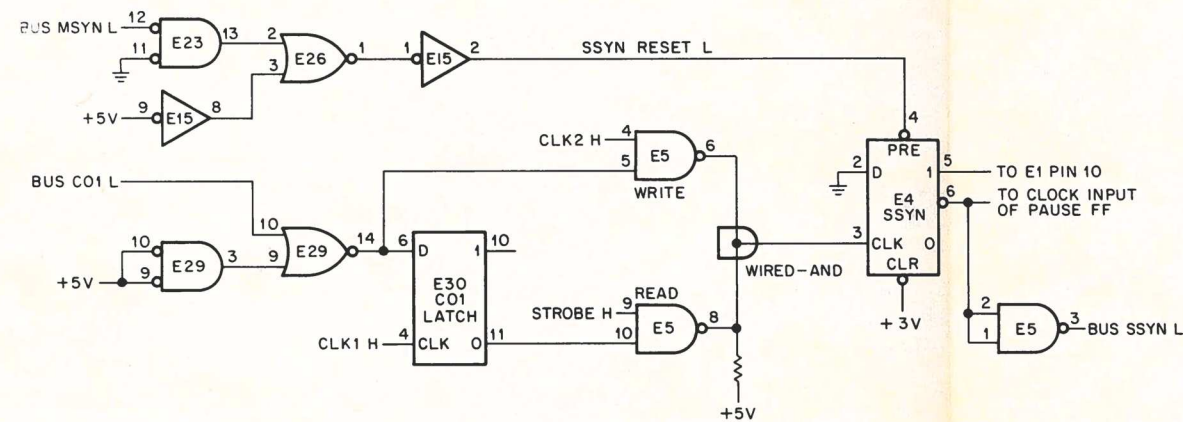 BUS MSYN L
12
11
E23
13
2
3
E26
1
1
E15
2
SSYN RESET L
4
+5V
9
E15
8
CLK2 H
4
5
E5
6
WRITE
PRE
2
D
1
5
TO E1 PIN 10
E4
SSYN
6
TO CLOCK INPUT
OF PAUSE FF
BUS CO1 L
10
9
E29
14
10
9
E29
3
+5V
6
D
1
10
E30
CO1
LATCH
CLK1 H
4
CLK
0
11
WIRED-AND
3
CLK
0
CLR
+3V
READ
STROBE H
9
10
E5
8
+5V
2
1
E5
3
BUS SSYN L